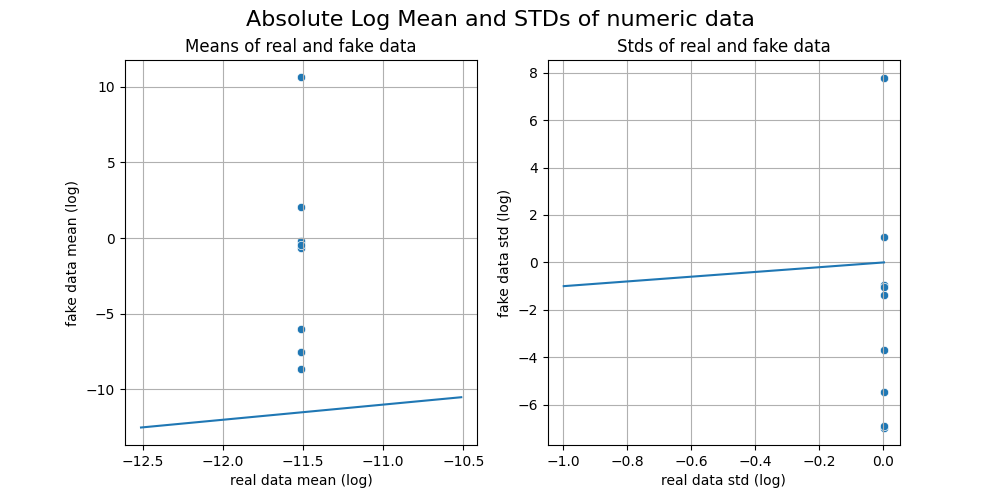 Absolute Log Mean and STDs of numeric data
Means of real and fake data
10
5
0
−5
−10
fake data mean (log)
−12.5 −12.0 −11.5 −11.0 −10.5
real data mean (log)
Stds of real and fake data
8
6
4
2
0
−2
−4
−6
fake data std (log)
−1.0 −0.8 −0.6 −0.4 −0.2 0.0
real data std (log)